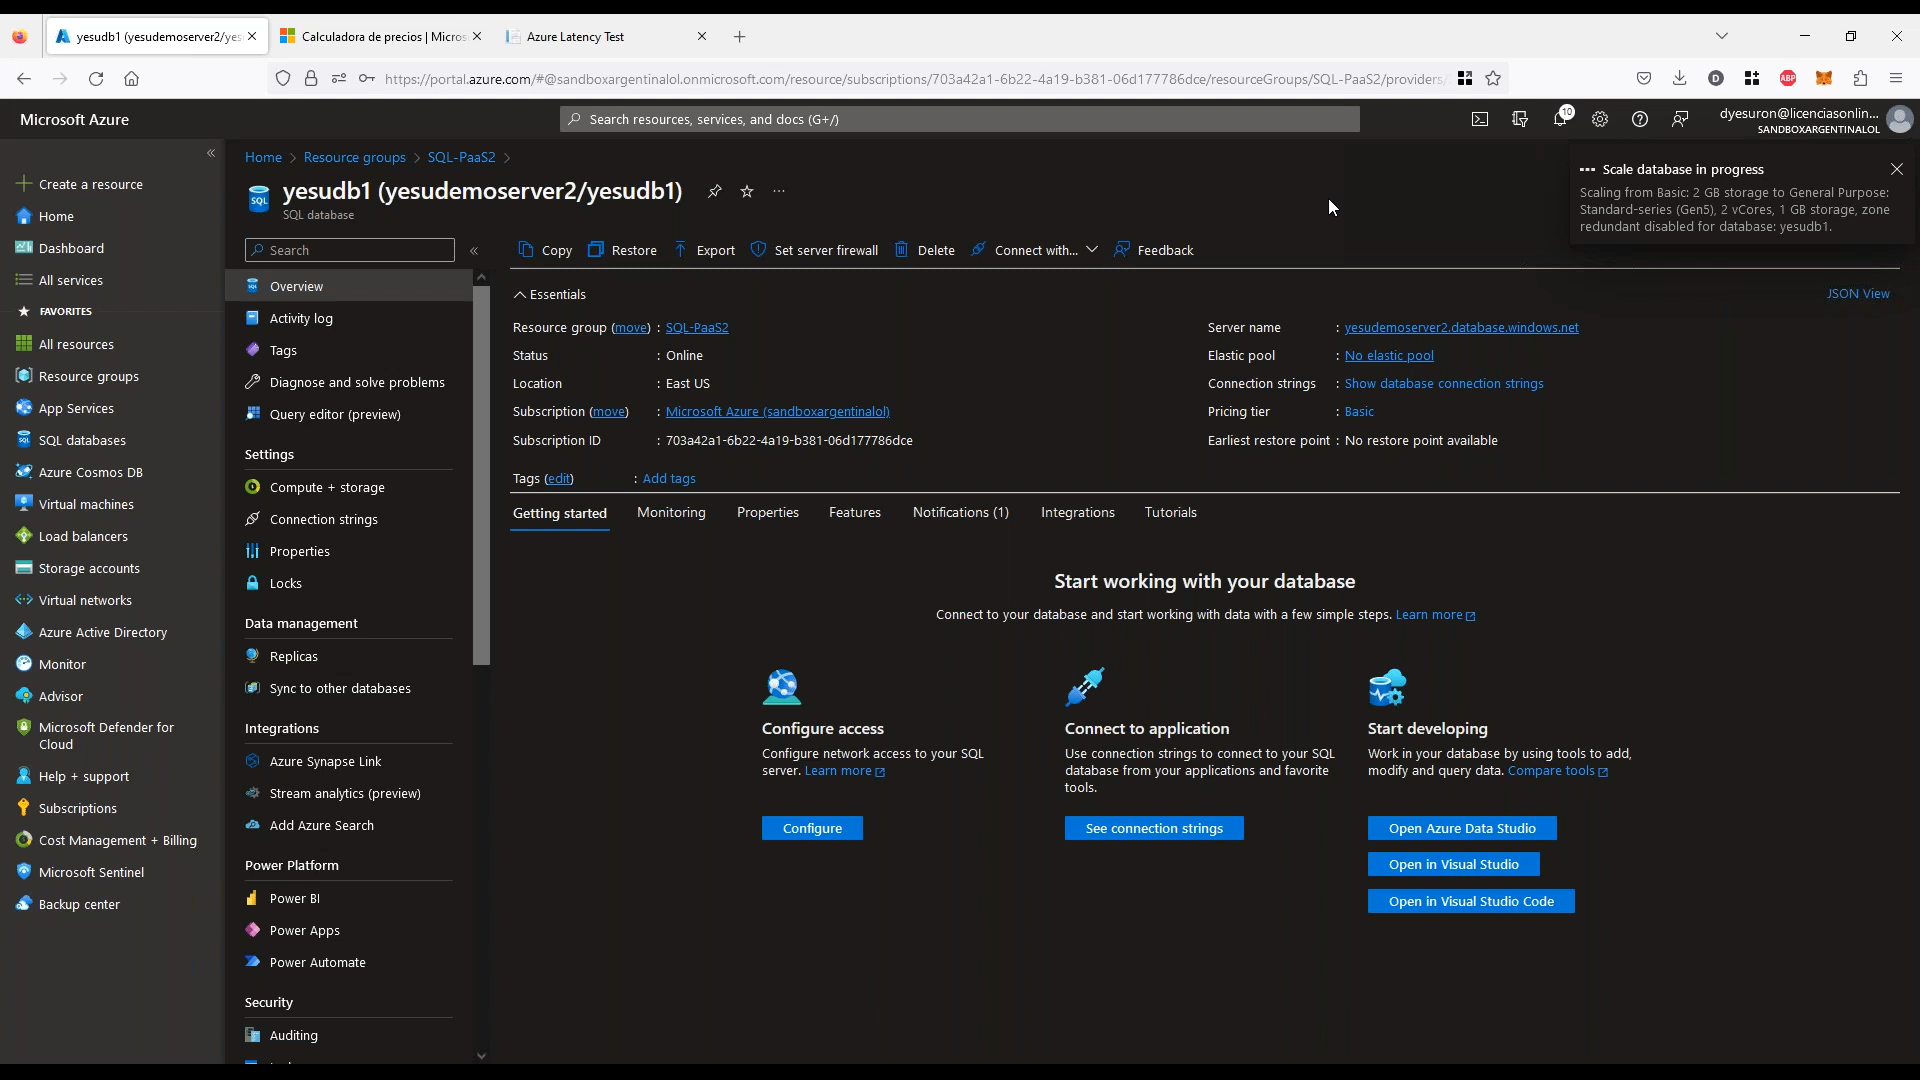 yesudb1 (yesudemoserver2/yes
Calculadora de precios | Micros
Azure Latency Test
https://portal.azure.com/#@sandboxargentinalol.onmicrosoft.com/resource/subscriptions/703a42a1-6b22-4a19-b381-06d177786dce/resourceGroups/SQL-PaaS2/providers/
D
ABP
Microsoft Azure
Search resources, services, and docs (G+/)
10
dyesuron@licenciasonlin...
SANDBOXARGENTINALOL
Create a resource
Home
Dashboard
All services
FAVORITES
All resources
Resource groups
App Services
SQL databases
Azure Cosmos DB
Virtual machines
Load balancers
Storage accounts
Virtual networks
Azure Active Directory
Monitor
Advisor
Microsoft Defender for
Cloud
Help + support
Subscriptions
Cost Management + Billing
Microsoft Sentinel
Backup center
Home > Resource groups > SQL-PaaS2 >
SQL
yesudb1 (yesudemoserver2/yesudb1)
SQL database
Scale database in progress
Scaling from Basic: 2 GB storage to General Purpose:
Standard-series (Gen5), 2 vCores, 1 GB storage, zone
redundant disabled for database: yesudb1.
Search
Overview
Activity log
Tags
Diagnose and solve problems
Query editor (preview)
Settings
Compute + storage
Connection strings
Properties
Locks
Data management
Replicas
Sync to other databases
Integrations
Azure Synapse Link
Stream analytics (preview)
Add Azure Search
Power Platform
Power BI
Power Apps
Power Automate
Security
Auditing
Copy Restore Export Set server firewall Delete Connect with... Feedback
Essentials
JSON View
Resource group (move) : SQL-PaaS2
Status : Online
Location : East US
Subscription (move) : Microsoft Azure (sandboxargentinalol)
Subscription ID : 703a42a1-6b22-4a19-b381-06d177786dce
Server name : yesudemoserver2.database.windows.net
Elastic pool : No elastic pool
Connection strings : Show database connection strings
Pricing tier : Basic
Earliest restore point : No restore point available
Tags (edit) : Add tags
Getting started Monitoring Properties Features Notifications (1) Integrations Tutorials
Start working with your database
Connect to your database and start working with data with a few simple steps. Learn more
Configure access
Configure network access to your SQL
server. Learn more
Configure
Connect to application
Use connection strings to connect to your SQL
database from your applications and favorite
tools.
See connection strings
Start developing
Work in your database by using tools to add,
modify and query data. Compare tools
Open Azure Data Studio
Open in Visual Studio
Open in Visual Studio Code